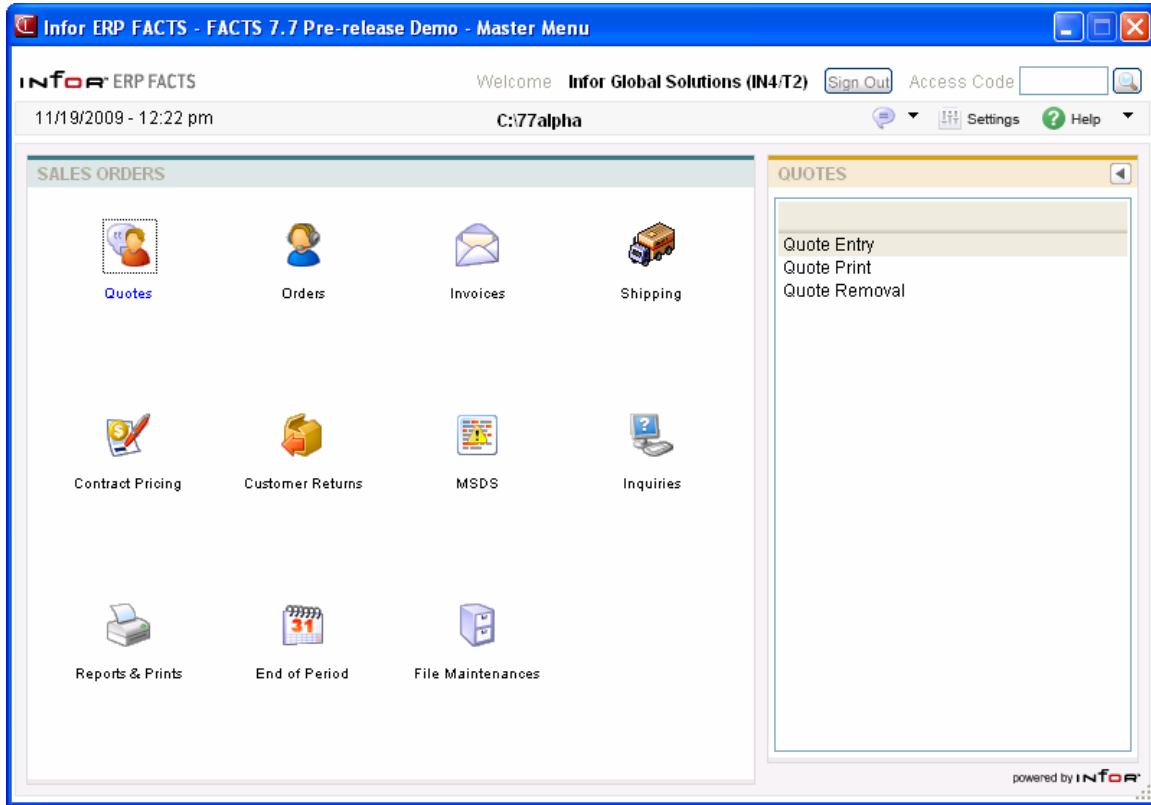 Infor ERP FACTS - FACTS 7.7 Pre-release Demo - Master Menu
infor ERP FACTS
Welcome Infor Global Solutions (IN4/T2) Sign Out Access Code
11/19/2009 - 12:22 pm C:\77alpha Settings Help
SALES ORDERS
Quotes Orders Invoices Shipping
Contract Pricing Customer Returns MSDS Inquiries
31
Reports & Prints End of Period File Maintenances
QUOTES
Quote Entry
Quote Print
Quote Removal
powered by infor